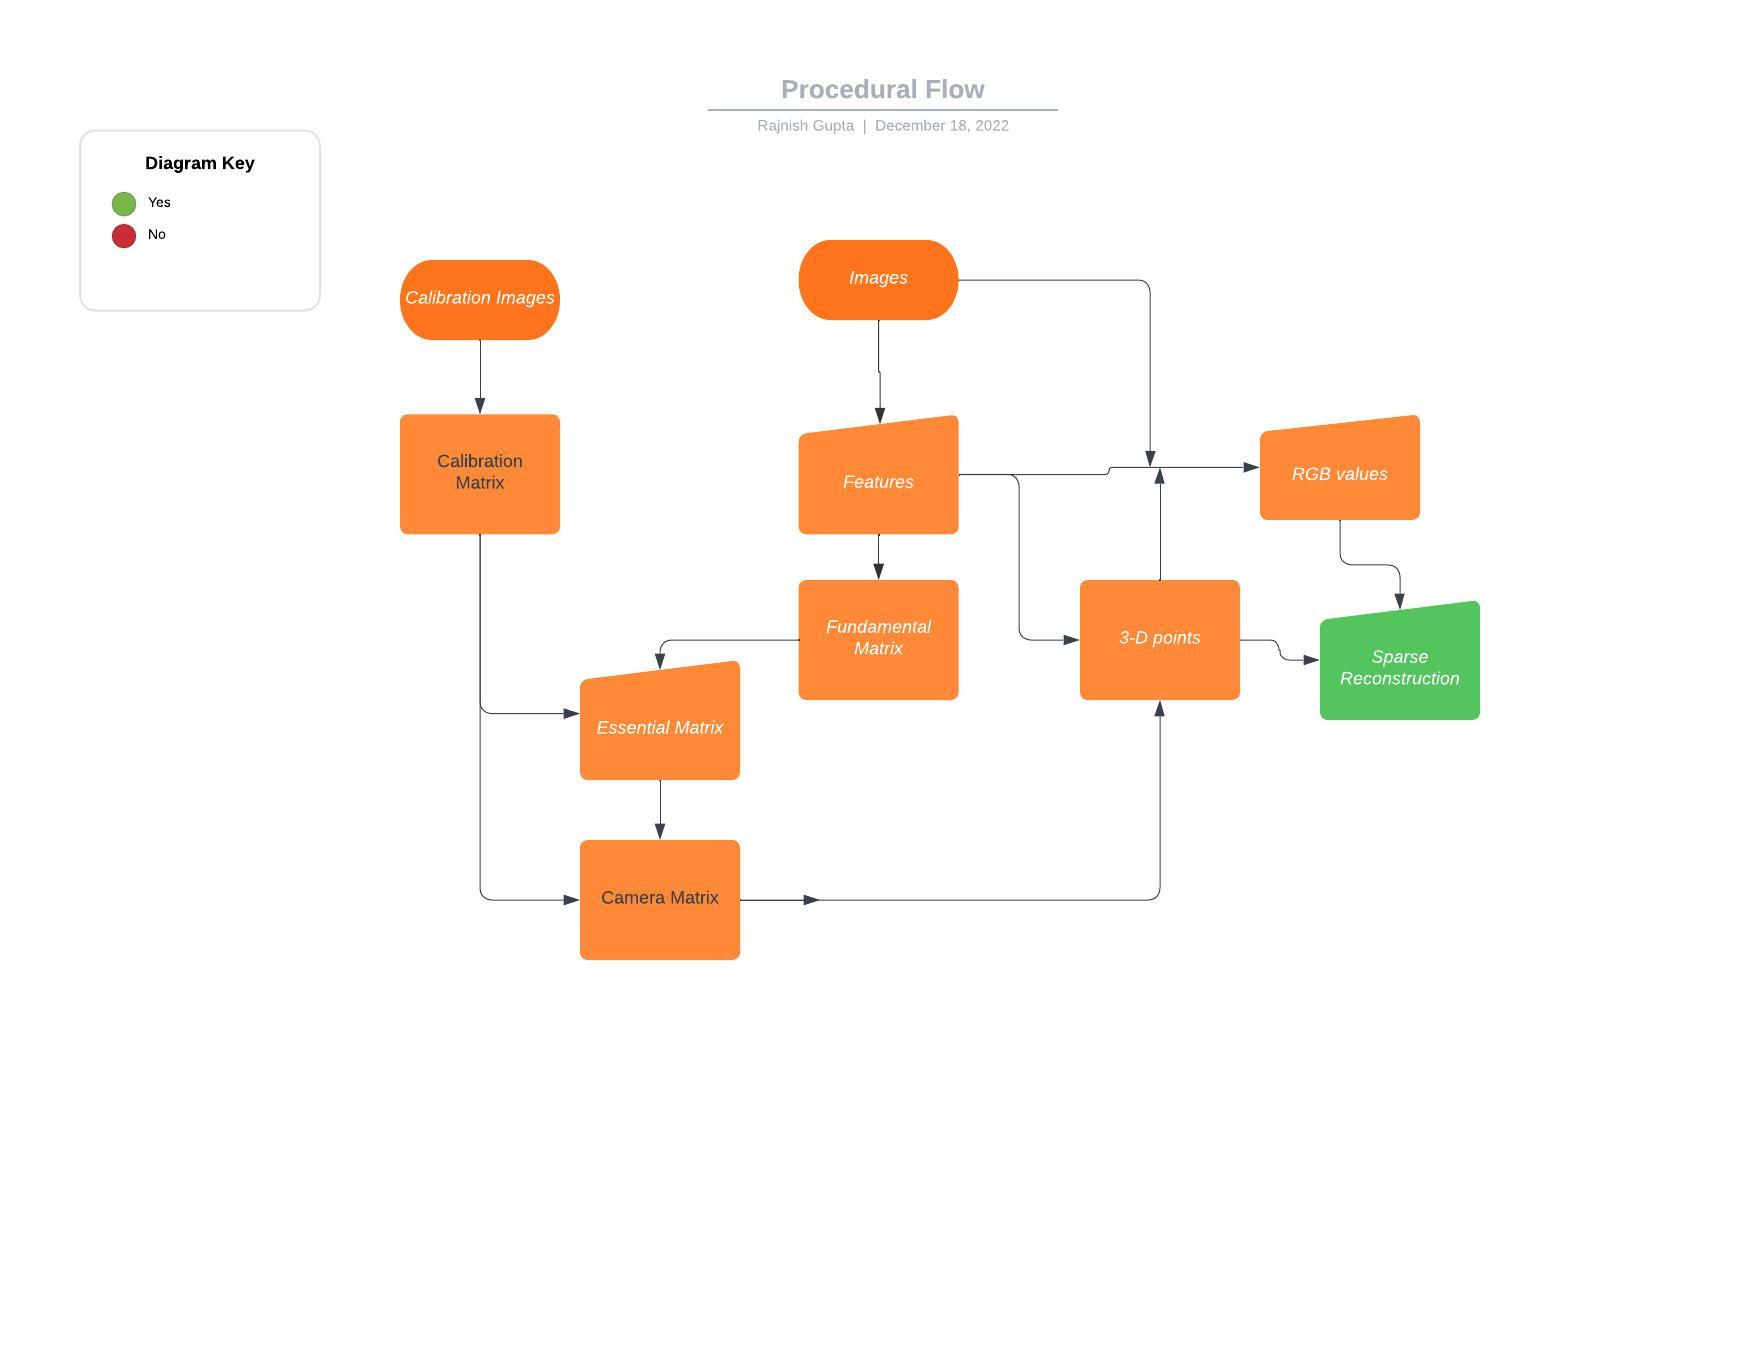 Procedural Flow
Rajnish Gupta | December 18, 2022
Diagram Key
Yes
No
Calibration Images
Images
Calibration
Matrix
Features
RGB values
Fundamental
Matrix
3-D points
Sparse
Reconstruction
Essential Matrix
Camera Matrix